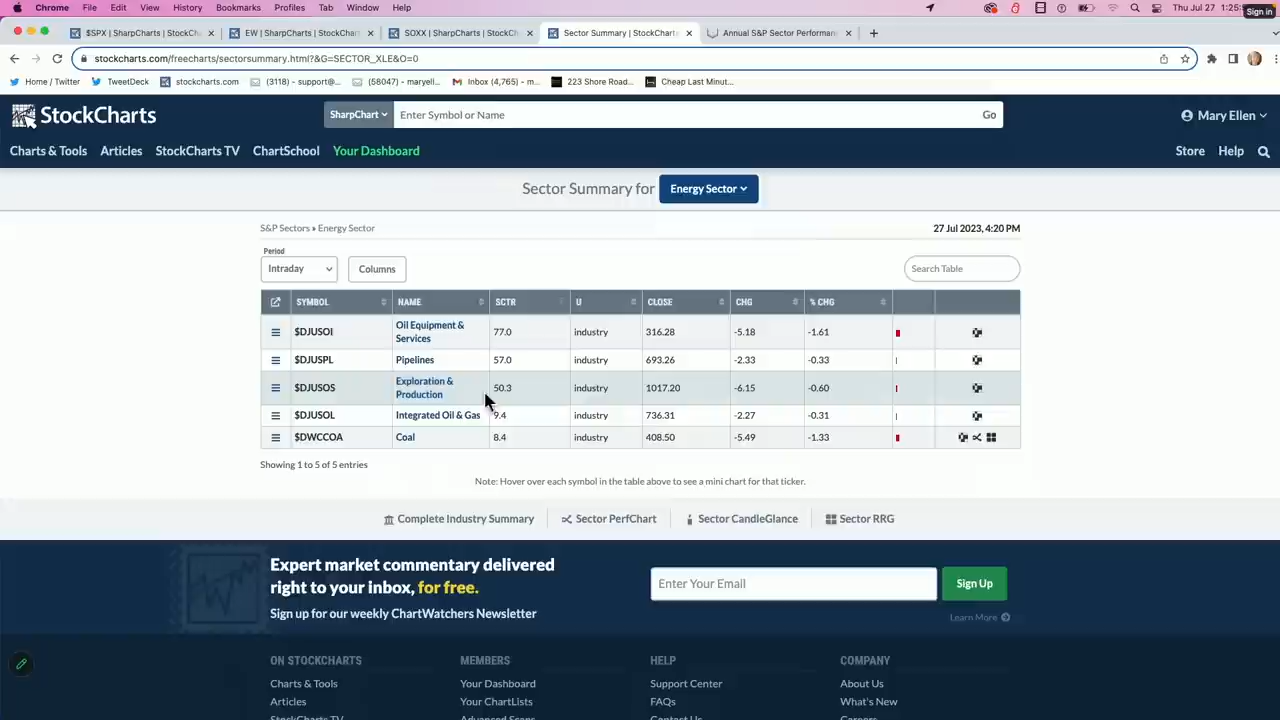 Chrome File Edit View History Bookmarks Profiles Tab Window Help Thu Jul 27 1:25
Sign in
$SPX | SharpCharts | StockCh × EW | SharpCharts | StockChart × SOXX | SharpCharts | StockCh × Sector Summary | StockCharts × Annual S&P Sector Performan × +
stockcharts.com/freecharts/sectorsummary.html?&G=SECTOR_XLE&O=0
Home / Twitter TweetDeck stockcharts.com (3118) - support@... (58047) - maryell... Inbox (4,765) - m... 223 Shore Road... Cheap Last Minut...
StockCharts SharpChart Enter Symbol or Name Go Mary Ellen
Charts & Tools Articles StockCharts TV ChartSchool Your Dashboard Store Help
Sector Summary for Energy Sector
S&P Sectors » Energy Sector 27 Jul 2023, 4:20 PM
Period
Intraday Columns Search Table
SYMBOL NAME SCTR U CLOSE CHG % CHG
$DJUSOI Oil Equipment & Services 77.0 industry 316.28 -5.18 -1.61
$DJUSPL Pipelines 57.0 industry 693.26 -2.33 -0.33
$DJUSOS Exploration & Production 50.3 industry 1017.20 -6.15 -0.60
$DJUSOL Integrated Oil & Gas 9.4 industry 736.31 -2.27 -0.31
$DWCCOA Coal 8.4 industry 408.50 -5.49 -1.33
Showing 1 to 5 of 5 entries
Note: Hover over each symbol in the table above to see a mini chart for that ticker.
Complete Industry Summary Sector PerfChart Sector CandleGlance Sector RRG
Expert market commentary delivered
right to your inbox, for free.
Sign up for our weekly ChartWatchers Newsletter
Enter Your Email Sign Up
Learn More
ON STOCKCHARTS MEMBERS HELP COMPANY
Charts & Tools Your Dashboard Support Center About Us
Articles Your ChartLists FAQs What's New
StockCharts TV Advanced Scans Contact Us Careers